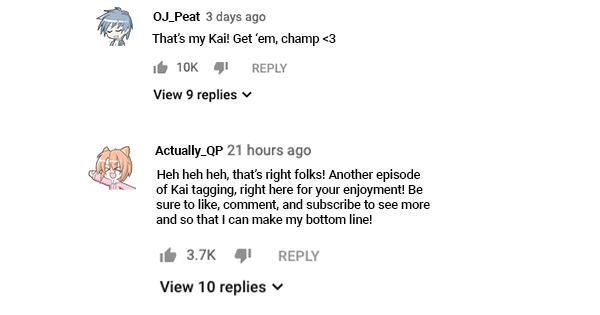 OJ_Peat 3 days ago
That's my Kai! Get ‘em, champ <3
10K REPLY
View 9 replies
Actually_QP 21 hours ago
Heh heh heh, that's right folks! Another episode
of Kai tagging, right here for your enjoyment! Be
sure to like, comment, and subscribe to see more
and so that I can make my bottom line!
3.7K REPLY
View 10 replies